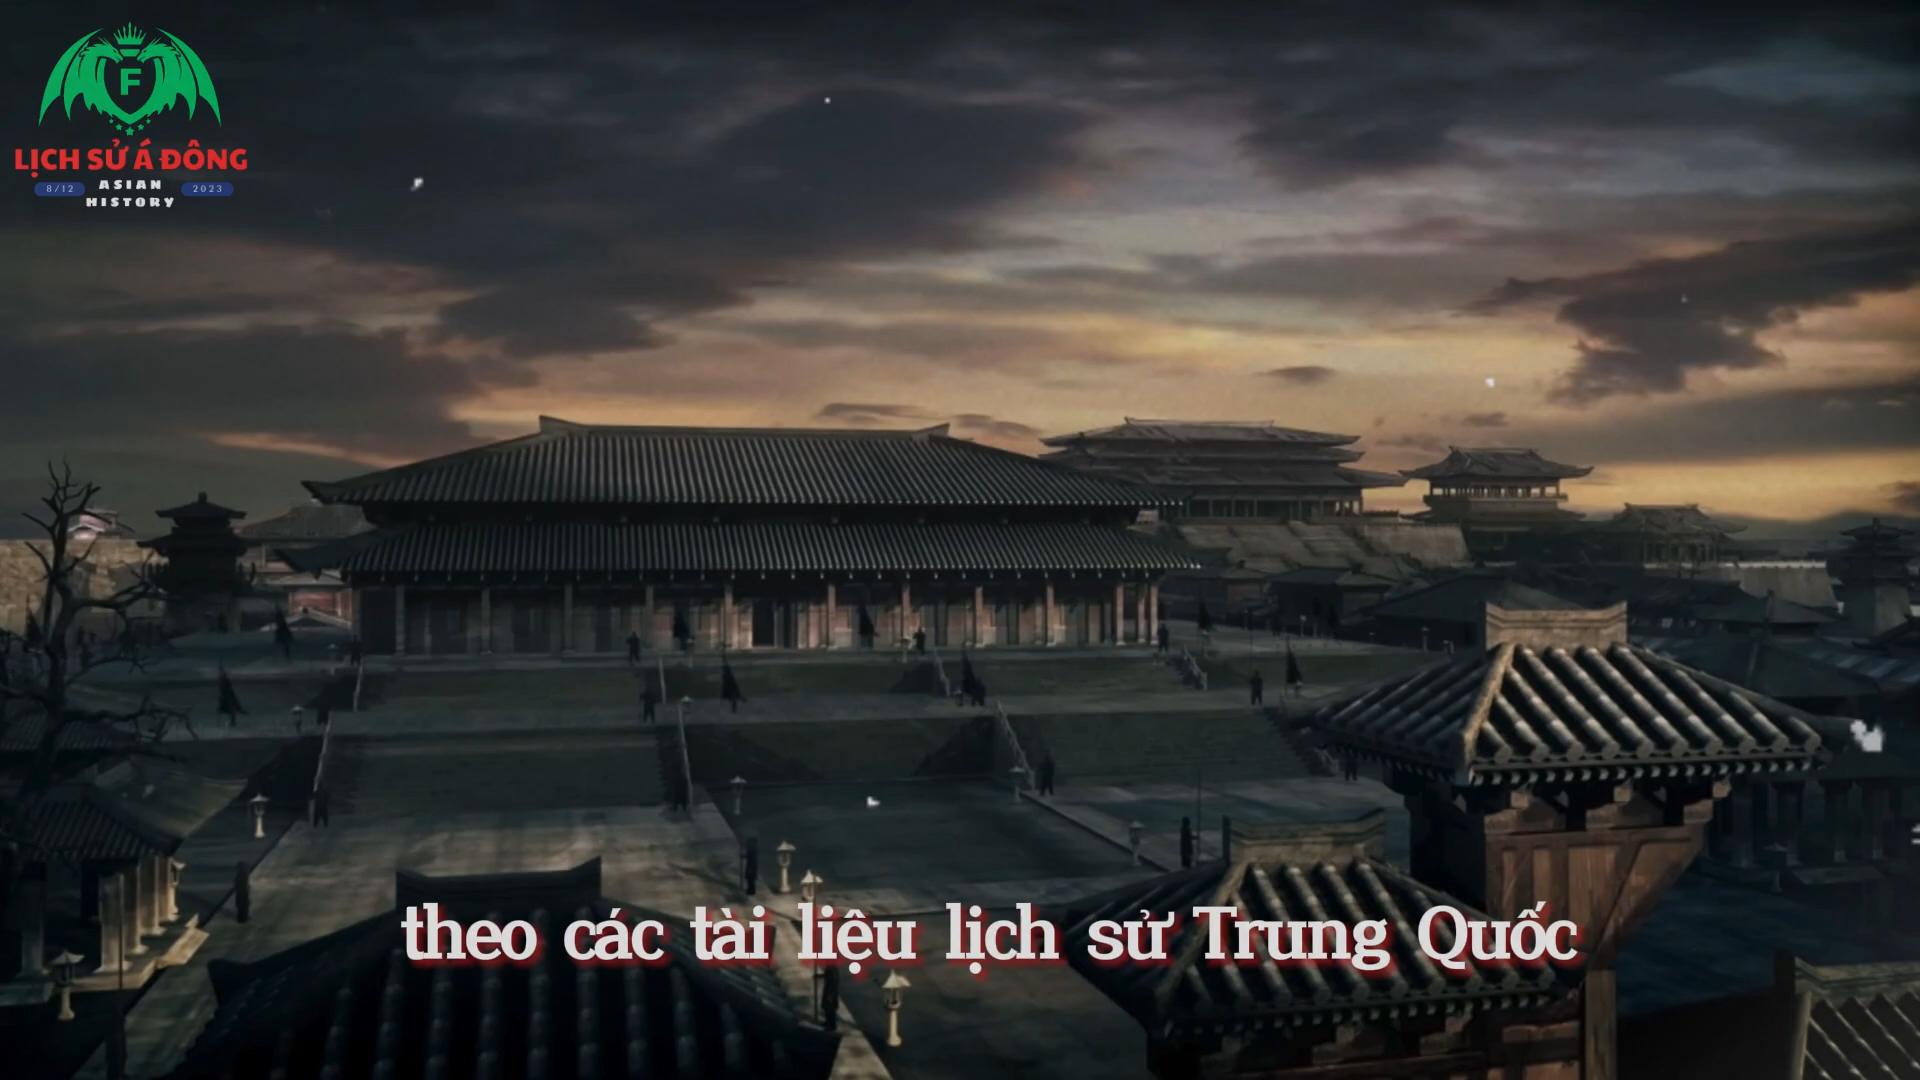 F
LỊCH SỬ Á ĐÔNG
8/12
ASIAN
2023
HISTORY
theo các tài liệu lịch sử Trung Quốc